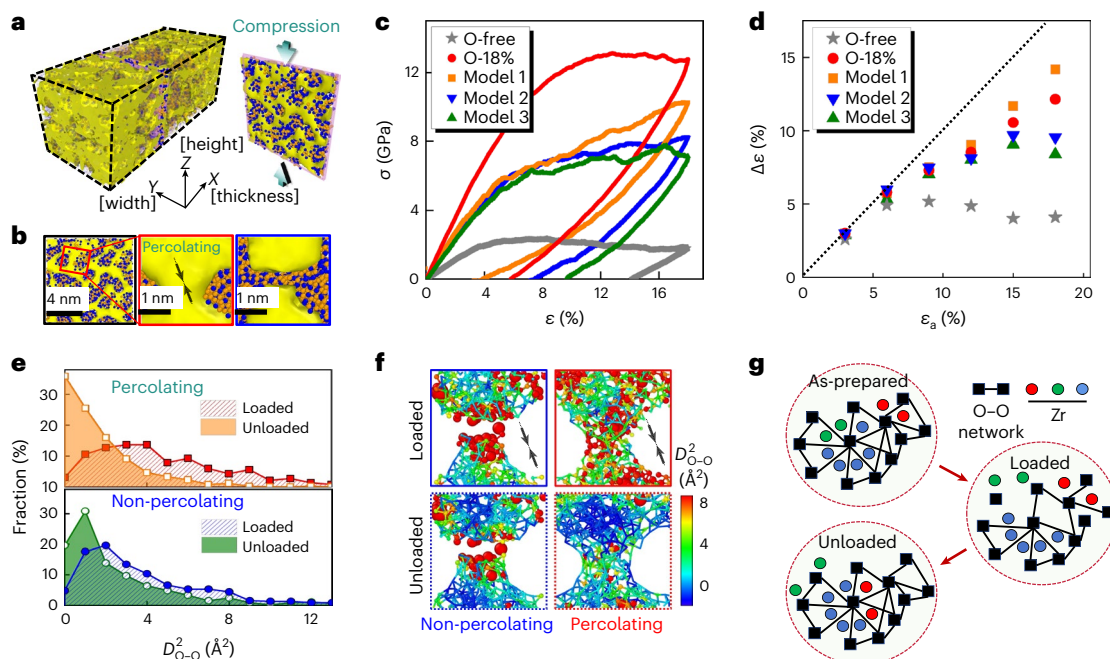 a
Compression
[height]
Z
Y
X
[width]
[thickness]
b
Percolating
4 nm
1 nm
1 nm
c
O-free
O-18%
Model 1
Model 2
Model 3
σ (GPa)
12
8
4
0
0
4
8
12
16
ε (%)
d
O-free
O-18%
Model 1
Model 2
Model 3
Δε (%)
15
10
5
0
0
5
10
15
20
εa (%)
e
Percolating
Loaded
Unloaded
Non-percolating
Loaded
Unloaded
Fraction (%)
30
20
10
10
30
20
10
0
0
4
8
12
D²O–O (Å²)
f
Loaded
Unloaded
Non-percolating
Percolating
D²O–O
(Å²)
8
6
4
2
0
g
As-prepared
O–O
network
Zr
Loaded
Unloaded